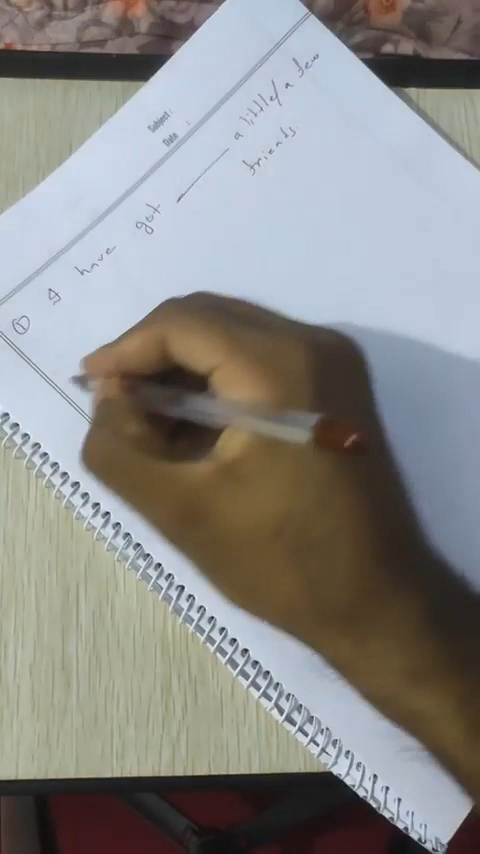 Subject :
Date :
① I have got ______ a little/a few
friends.